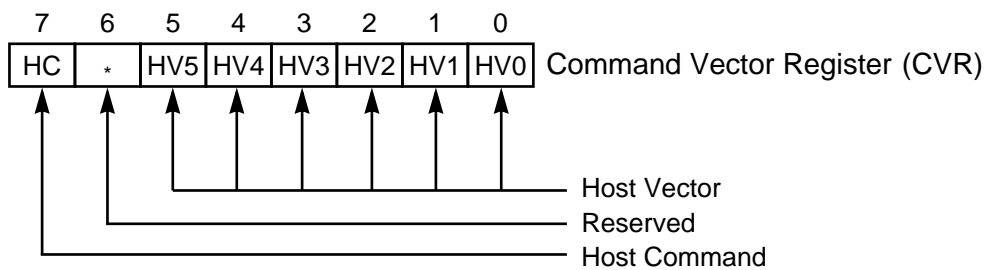 7 6 5 4 3 2 1 0
HC * HV5 HV4 HV3 HV2 HV1 HV0 Command Vector Register (CVR)
Host Vector
Reserved
Host Command